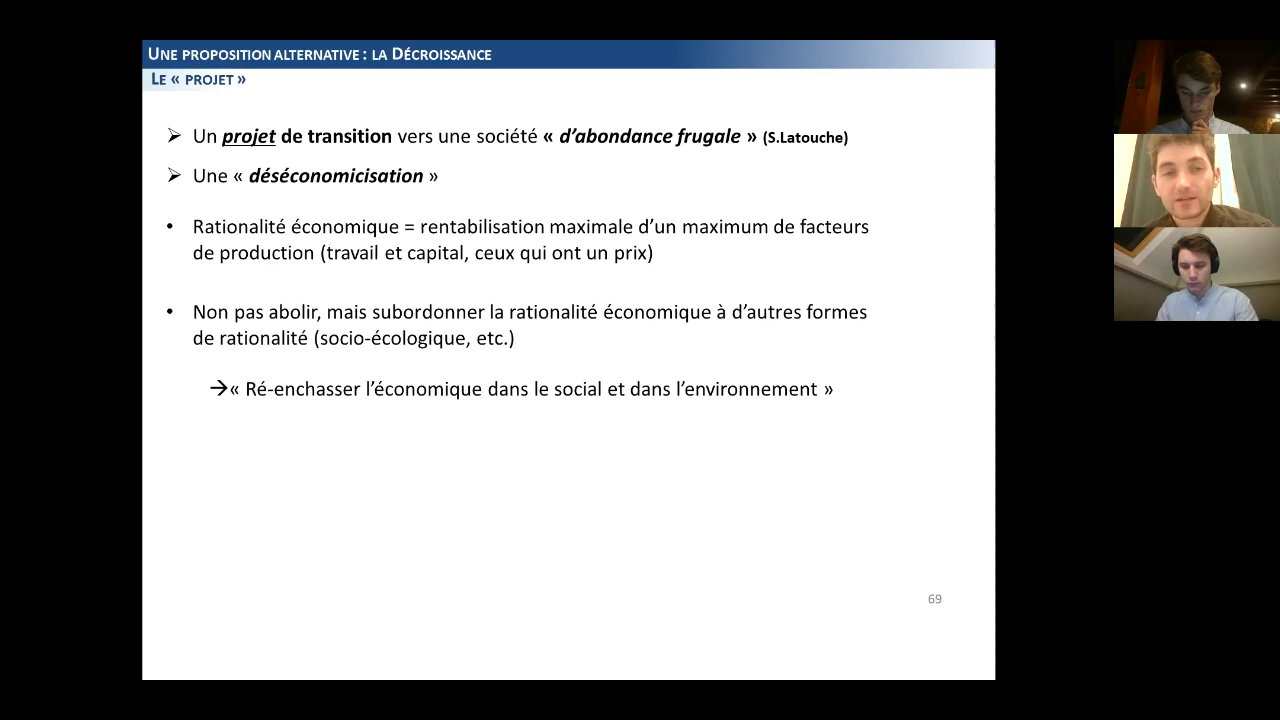 UNE PROPOSITION ALTERNATIVE : LA DÉCROISSANCE
LE « PROJET »
➢ Un projet de transition vers une société « d’abondance frugale » (S.Latouche)
➢ Une « déséconomicisation »
• Rationalité économique = rentabilisation maximale d’un maximum de facteurs
de production (travail et capital, ceux qui ont un prix)
• Non pas abolir, mais subordonner la rationalité économique à d’autres formes
de rationalité (socio-écologique, etc.)
→« Ré-enchasser l’économique dans le social et dans l’environnement »
69